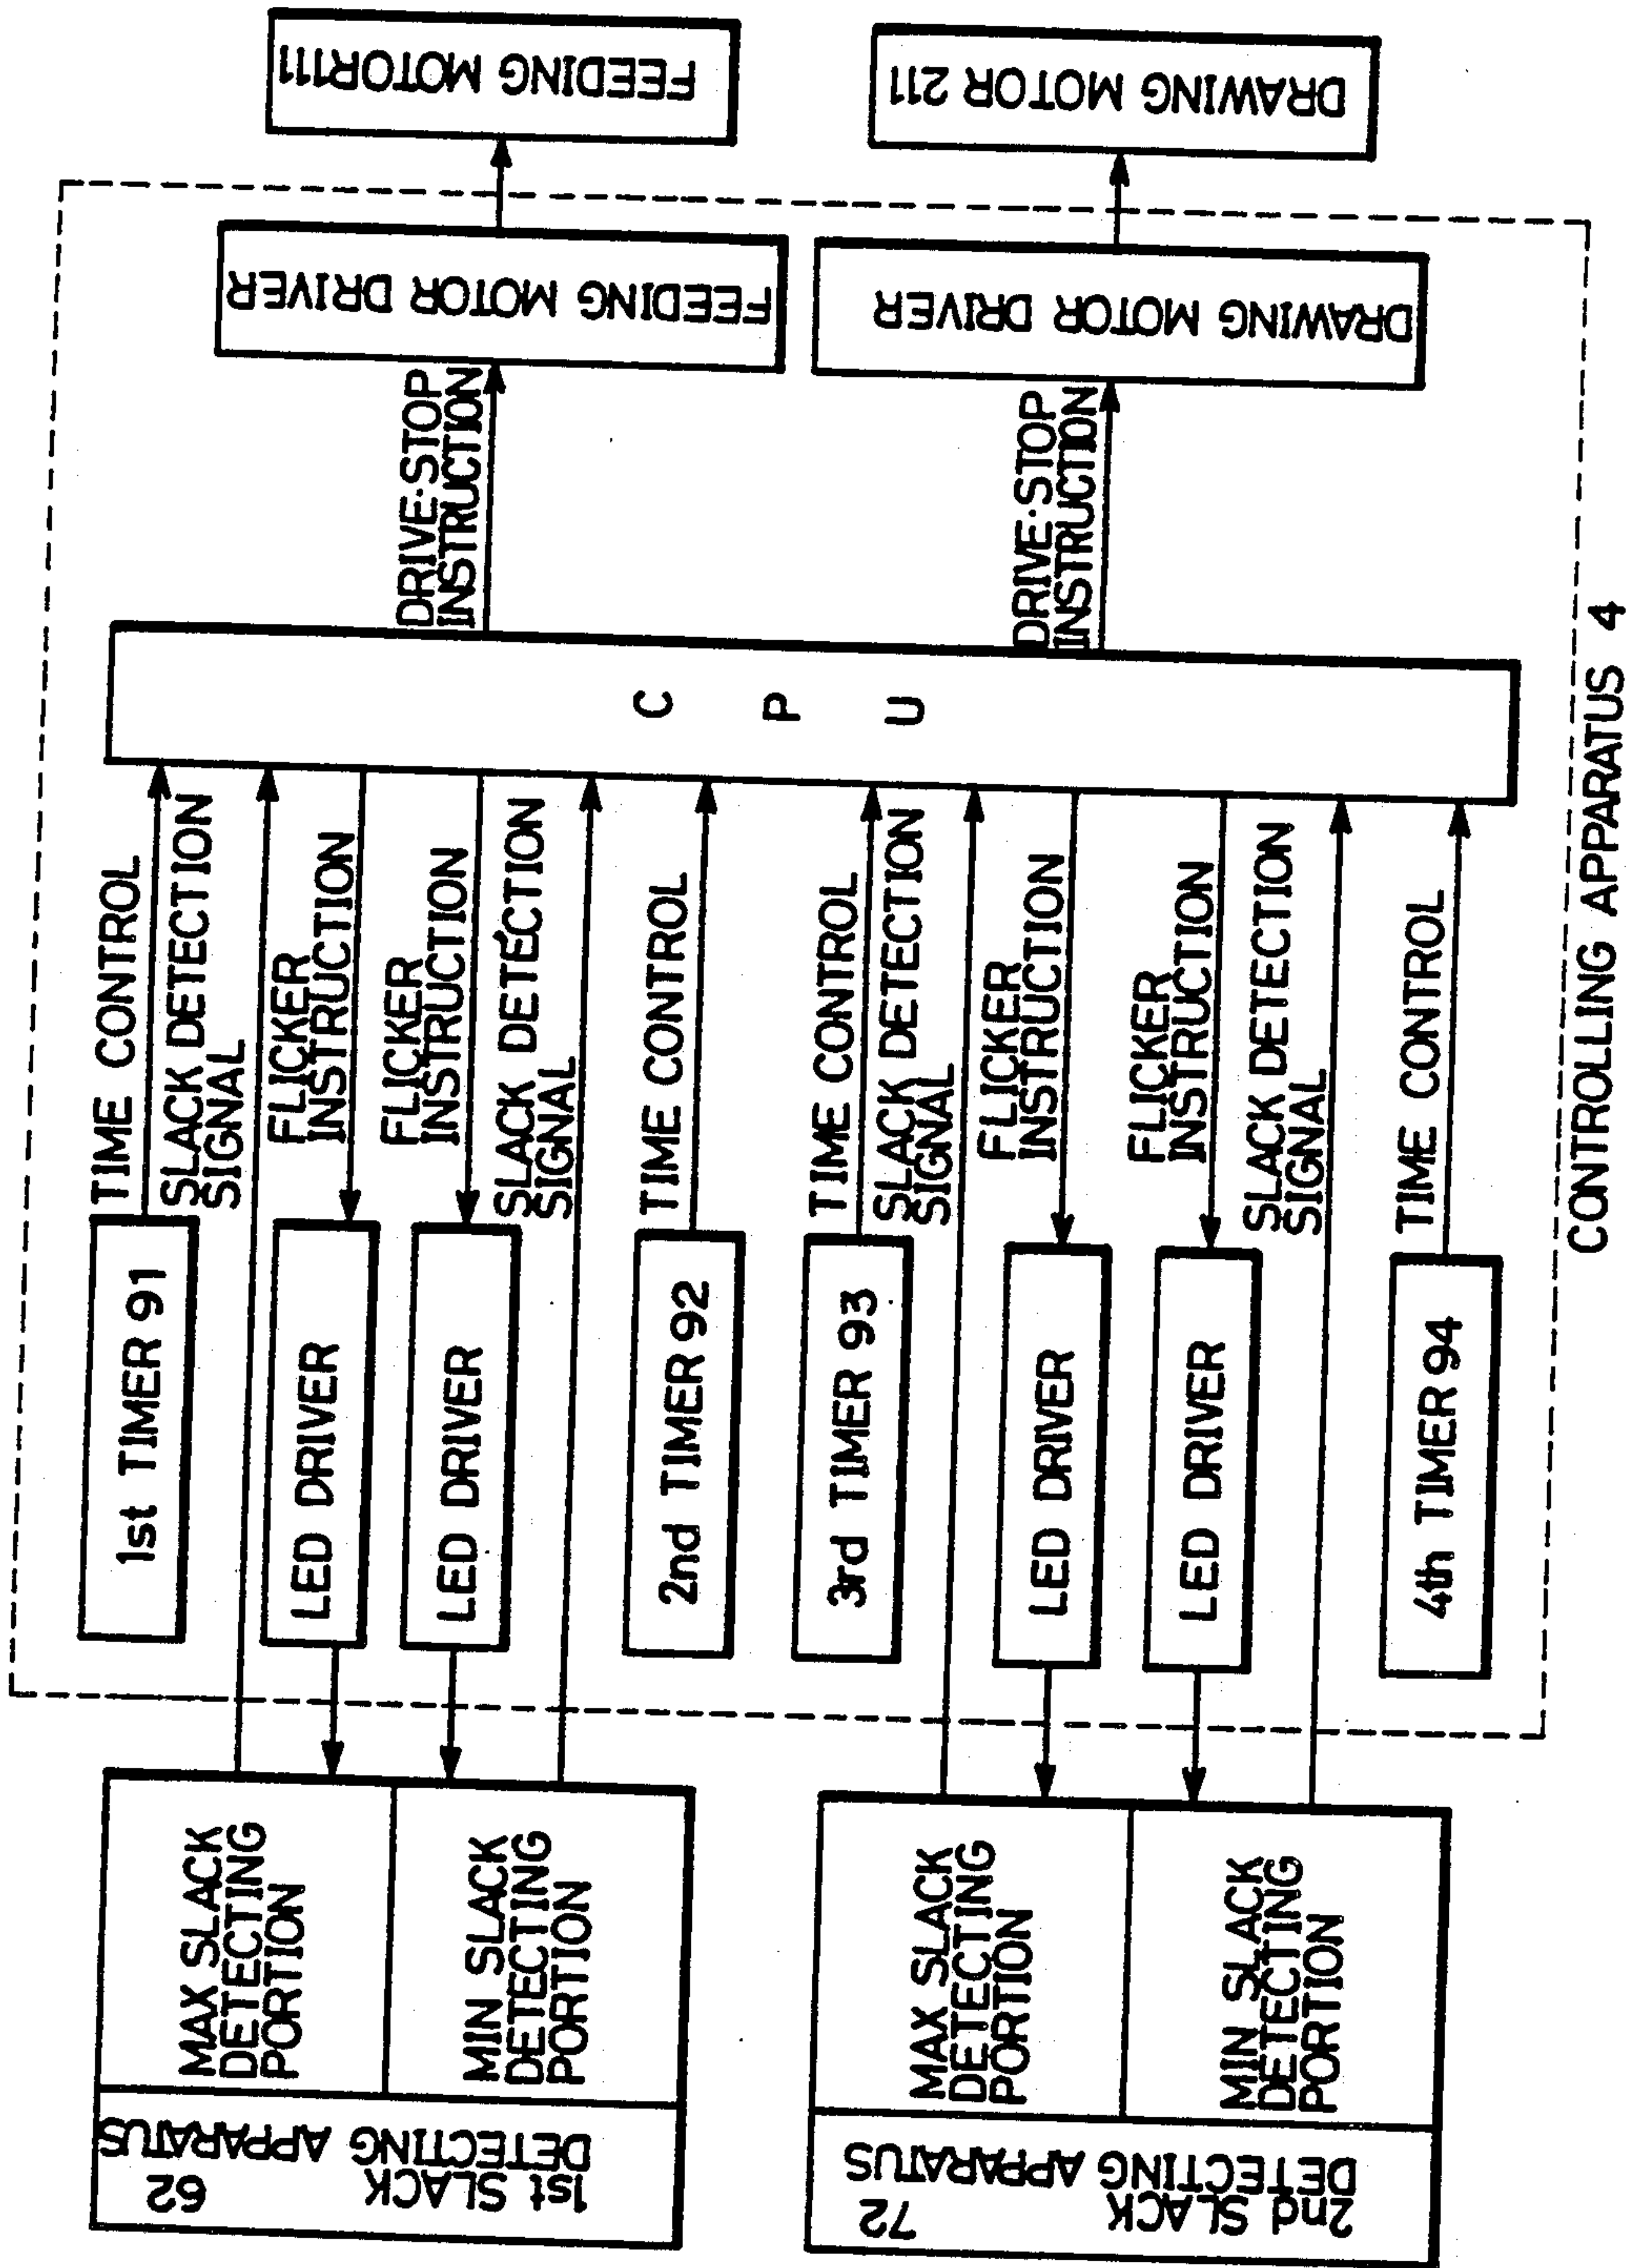 1st SLACK
DETECTING APPARATUS
62
MAX SLACK
DETECTING
PORTION
MIN SLACK
DETECTING
PORTION
2nd SLACK
DETECTING APPARATUS
72
MAX SLACK
DETECTING
PORTION
MIN SLACK
DETECTING
PORTION
1st TIMER 91
TIME CONTROL
SLACK DETECTION
SIGNAL
LED DRIVER
FLICKER
INSTRUCTION
LED DRIVER
FLICKER
INSTRUCTION
SLACK DETECTION
SIGNAL
2nd TIMER 92
TIME CONTROL
3rd TIMER 93
TIME CONTROL
SLACK DETECTION
SIGNAL
LED DRIVER
FLICKER
INSTRUCTION
LED DRIVER
FLICKER
INSTRUCTION
SLACK DETECTION
SIGNAL
4th TIMER 94
TIME CONTROL
C P U
DRIVE·STOP
INSTRUCTION
DRIVE·STOP
INSTRUCTION
FEEDING MOTOR DRIVER
DRAWING MOTOR DRIVER
FEEDING MOTOR111
DRAWING MOTOR 211
CONTROLLING APPARATUS 4